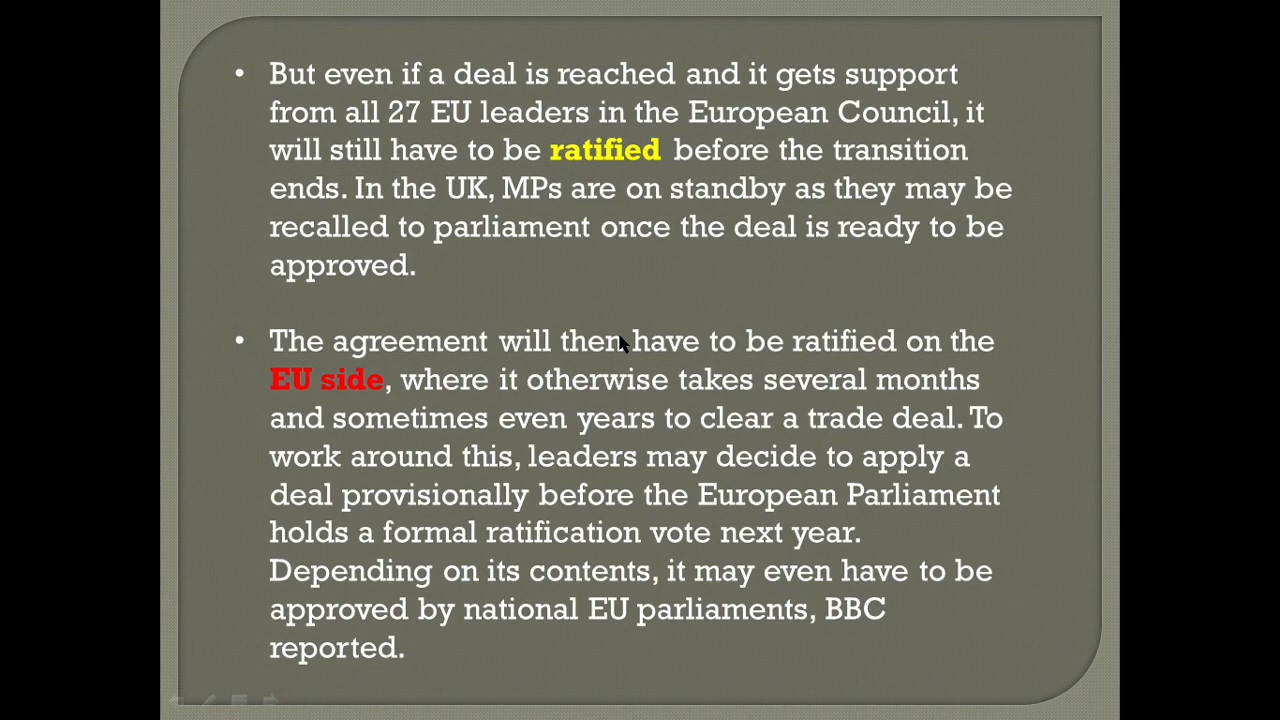 • But even if a deal is reached and it gets support
from all 27 EU leaders in the European Council, it
will still have to be ratified before the transition
ends. In the UK, MPs are on standby as they may be
recalled to parliament once the deal is ready to be
approved.
• The agreement will then have to be ratified on the
EU side, where it otherwise takes several months
and sometimes even years to clear a trade deal. To
work around this, leaders may decide to apply a
deal provisionally before the European Parliament
holds a formal ratification vote next year.
Depending on its contents, it may even have to be
approved by national EU parliaments, BBC
reported.